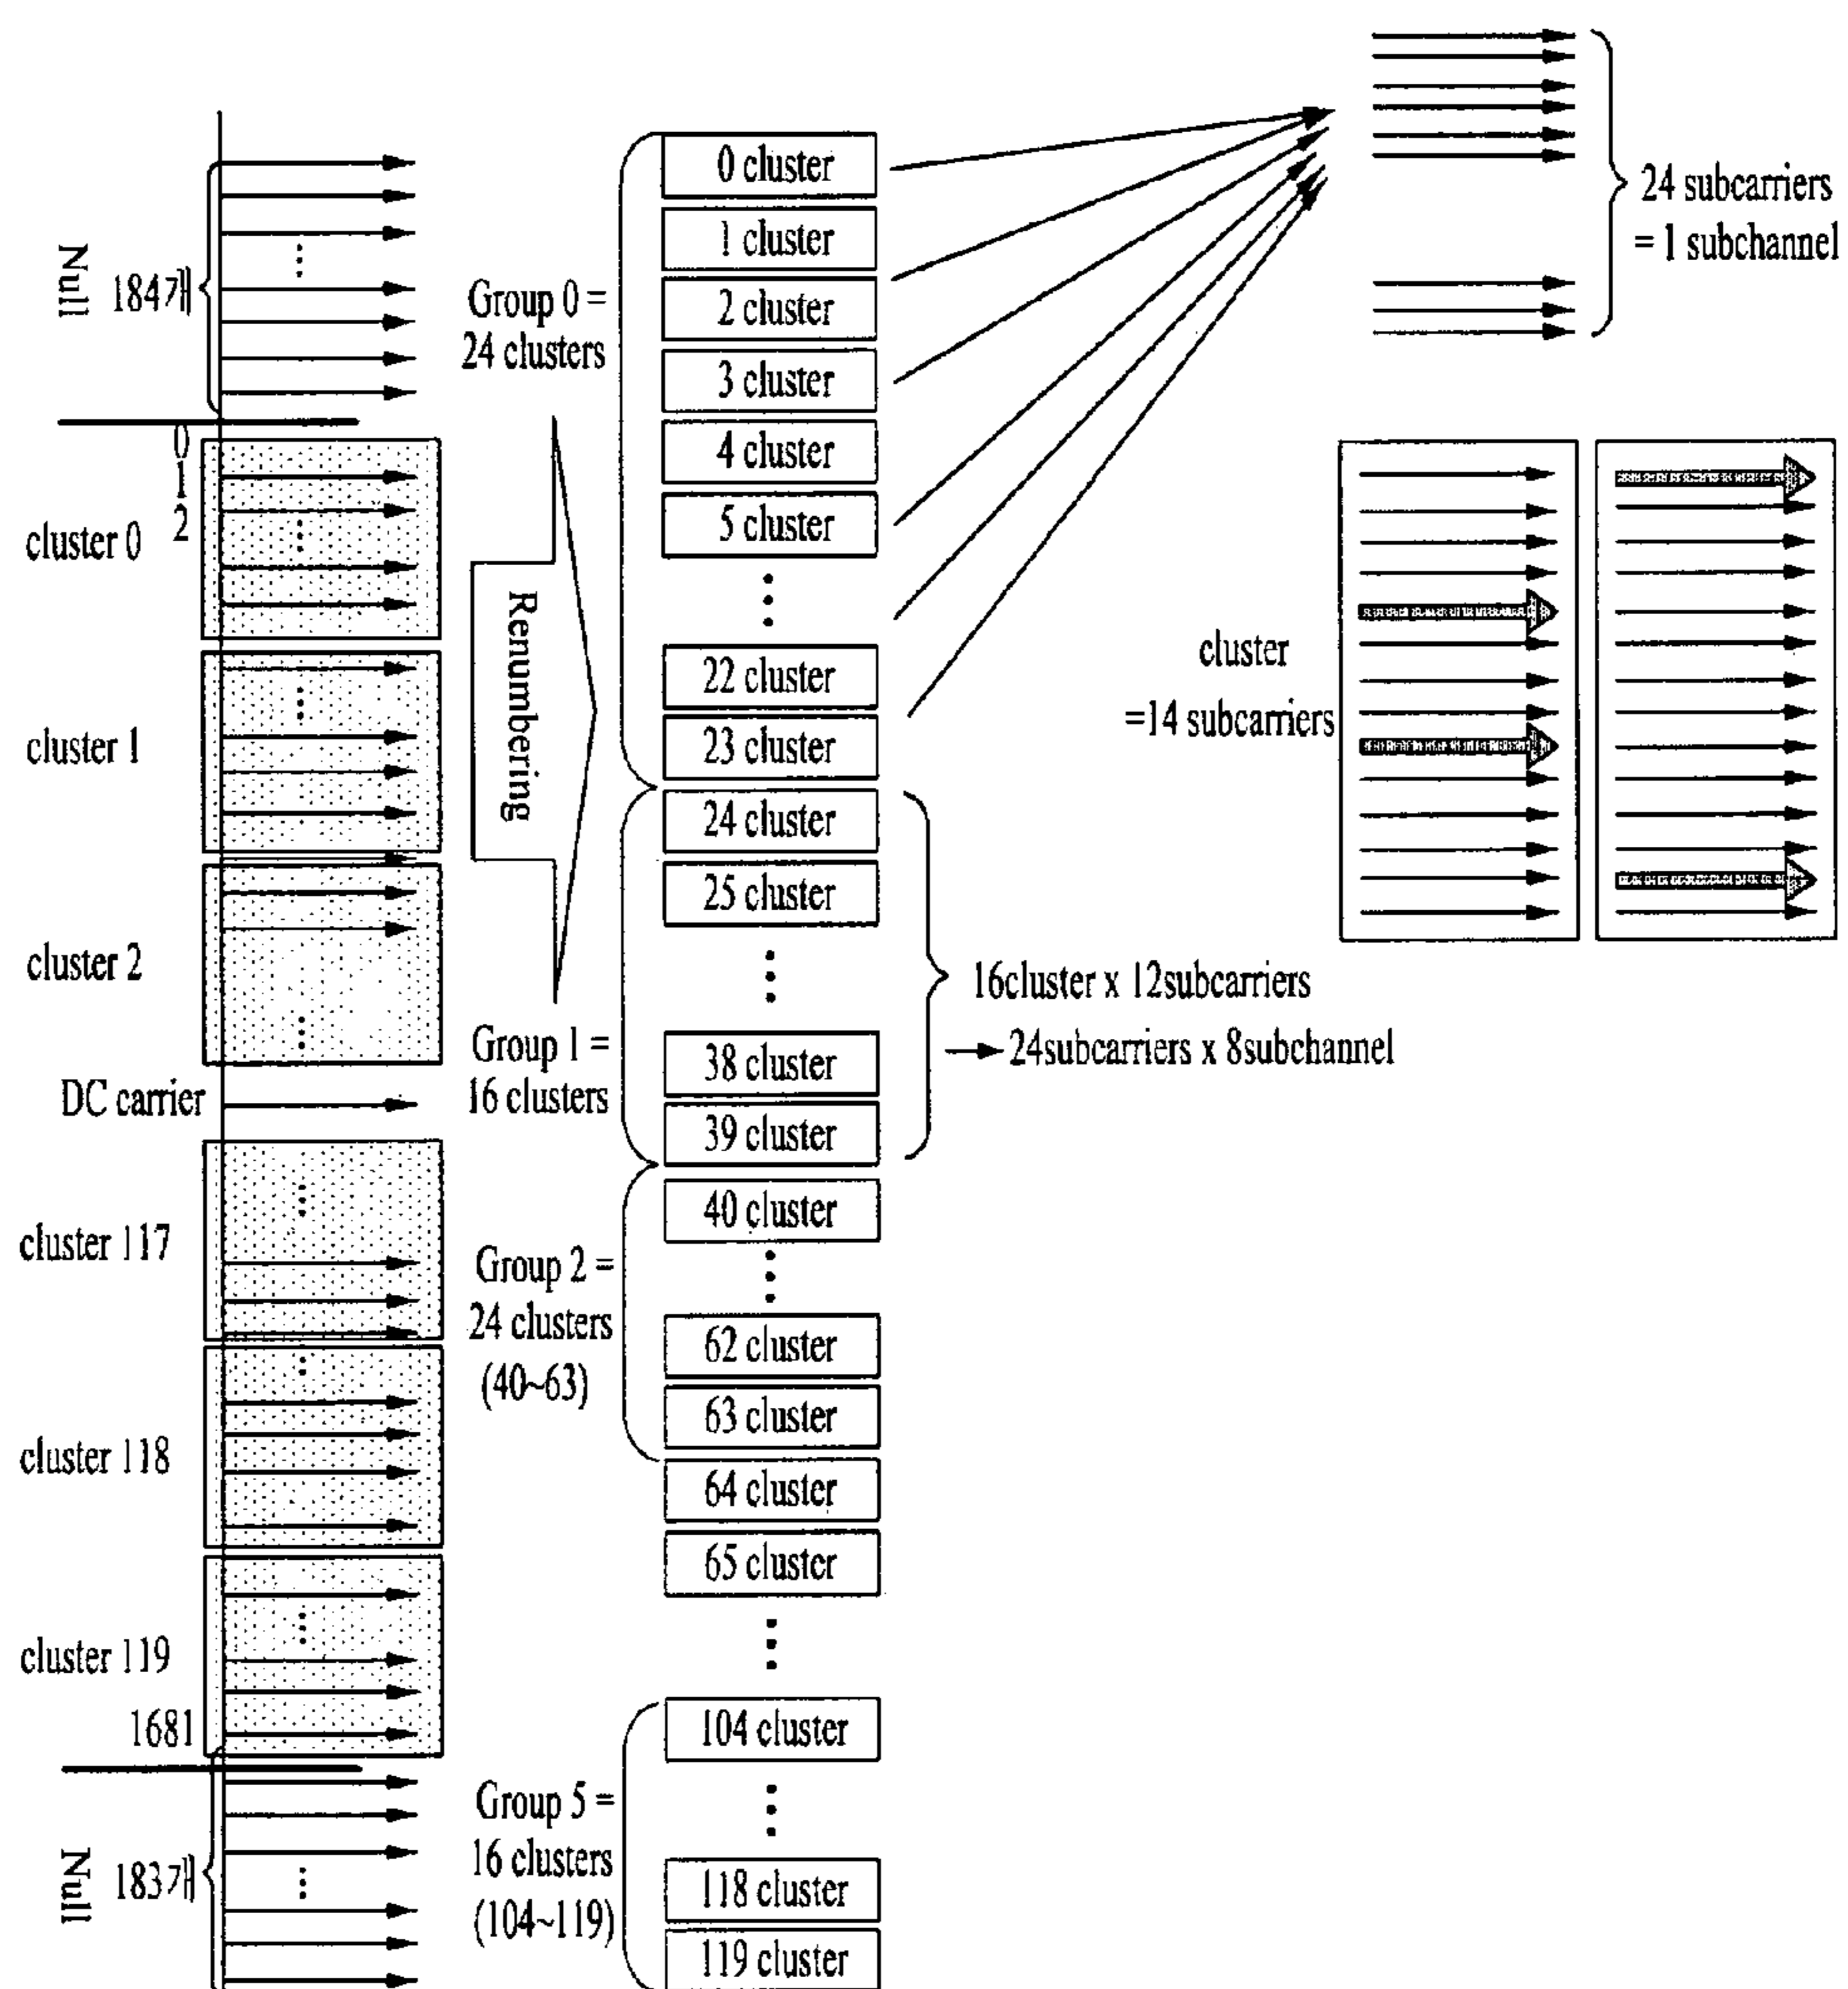 Null
184개
0
1
2
cluster 0
cluster 1
cluster 2
DC carrier
cluster 117
cluster 118
cluster 119
1681
Null
183개
Renumbering
Group 0 =
24 clusters
Group 1 =
16 clusters
Group 2 =
24 clusters
(40~63)
Group 5 =
16 clusters
(104~119)
0 cluster
1 cluster
2 cluster
3 cluster
4 cluster
5 cluster
22 cluster
23 cluster
24 cluster
25 cluster
38 cluster
39 cluster
40 cluster
62 cluster
63 cluster
64 cluster
65 cluster
104 cluster
118 cluster
119 cluster
24 subcarriers
= 1 subchannel
cluster
=14 subcarriers
16cluster x 12subcarriers
24subcarriers x 8subchannel